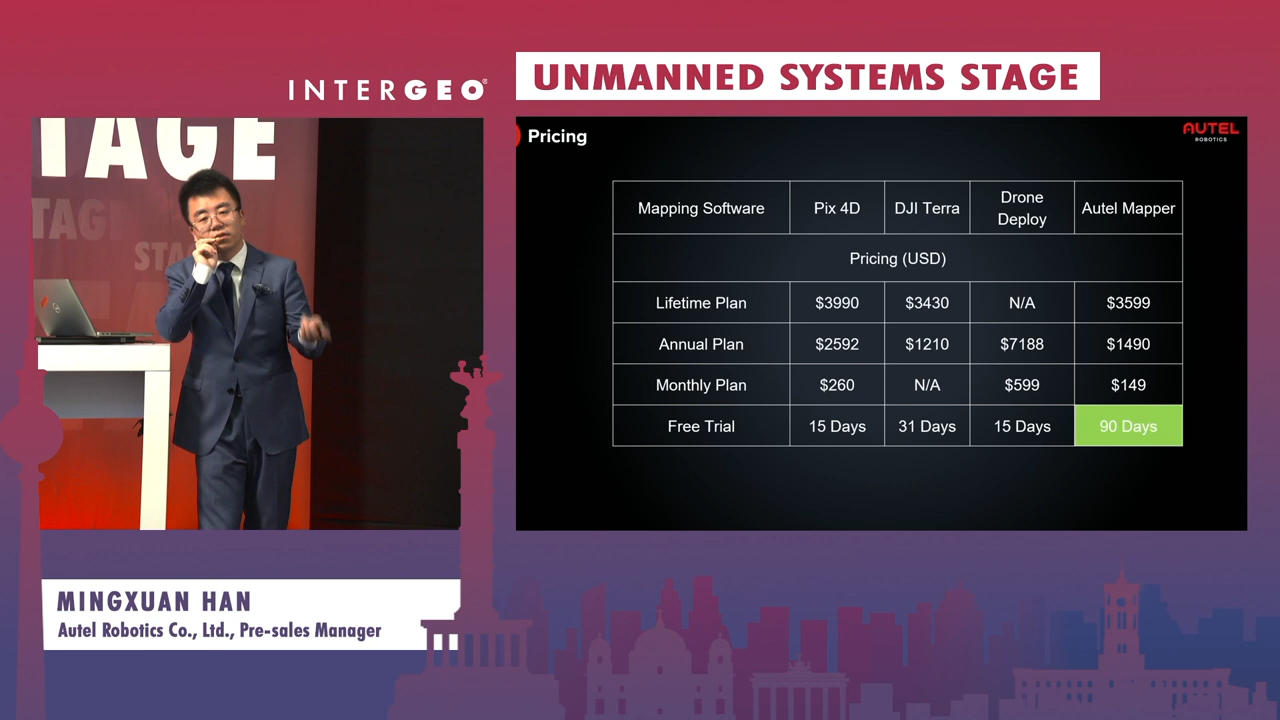 INTERGEO®
UNMANNED SYSTEMS STAGE
TAGE
TAG
STA
Pricing
AUTEL
ROBOTICS
Mapping Software Pix 4D DJI Terra Drone Deploy Autel Mapper
Pricing (USD)
Lifetime Plan $3990 $3430 N/A $3599
Annual Plan $2592 $1210 $7188 $1490
Monthly Plan $260 N/A $599 $149
Free Trial 15 Days 31 Days 15 Days 90 Days
MINGXUAN HAN
Autel Robotics Co., Ltd., Pre-sales Manager